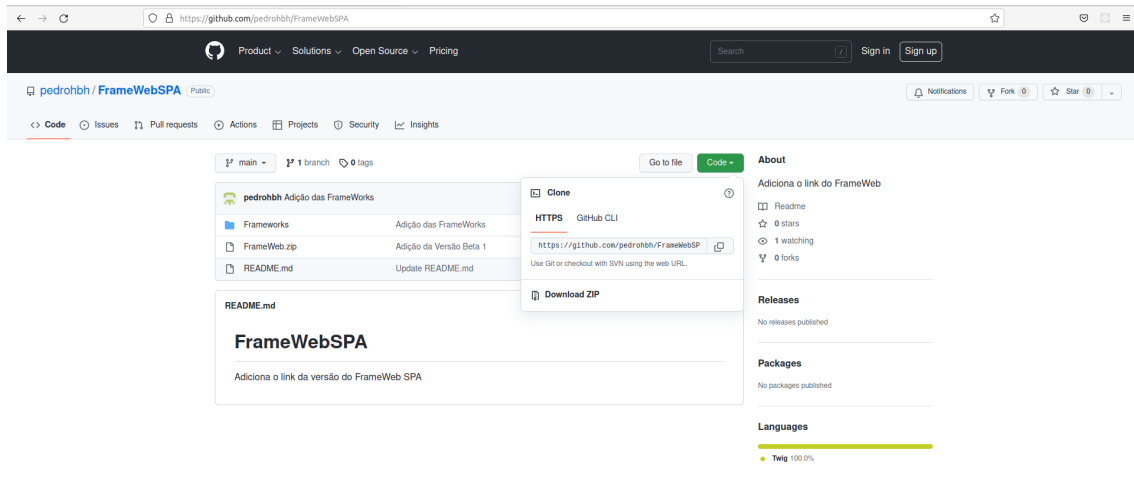 https://github.com/pedrohbh/FrameWebSPA
Product Solutions Open Source Pricing Search / Sign in Sign up
pedrohbh / FrameWebSPA Public Notifications Fork 0 Star 0
Code Issues Pull requests Actions Projects Security Insights
main 1 branch 0 tags Go to file Code
pedrohbh Adição das FrameWorks
Frameworks Adição das FrameWorks
FrameWeb.zip Adição da Versão Beta 1
README.md Update README.md
Clone
HTTPS GitHub CLI
https://github.com/pedrohbh/FrameWebSP
Use Git or checkout with SVN using the web URL.
Download ZIP
README.md
FrameWebSPA
Adiciona o link da versão do FrameWeb SPA
About
Adiciona o link do FrameWeb
Readme
0 stars
1 watching
0 forks
Releases
No releases published
Packages
No packages published
Languages
Twig 100.0%